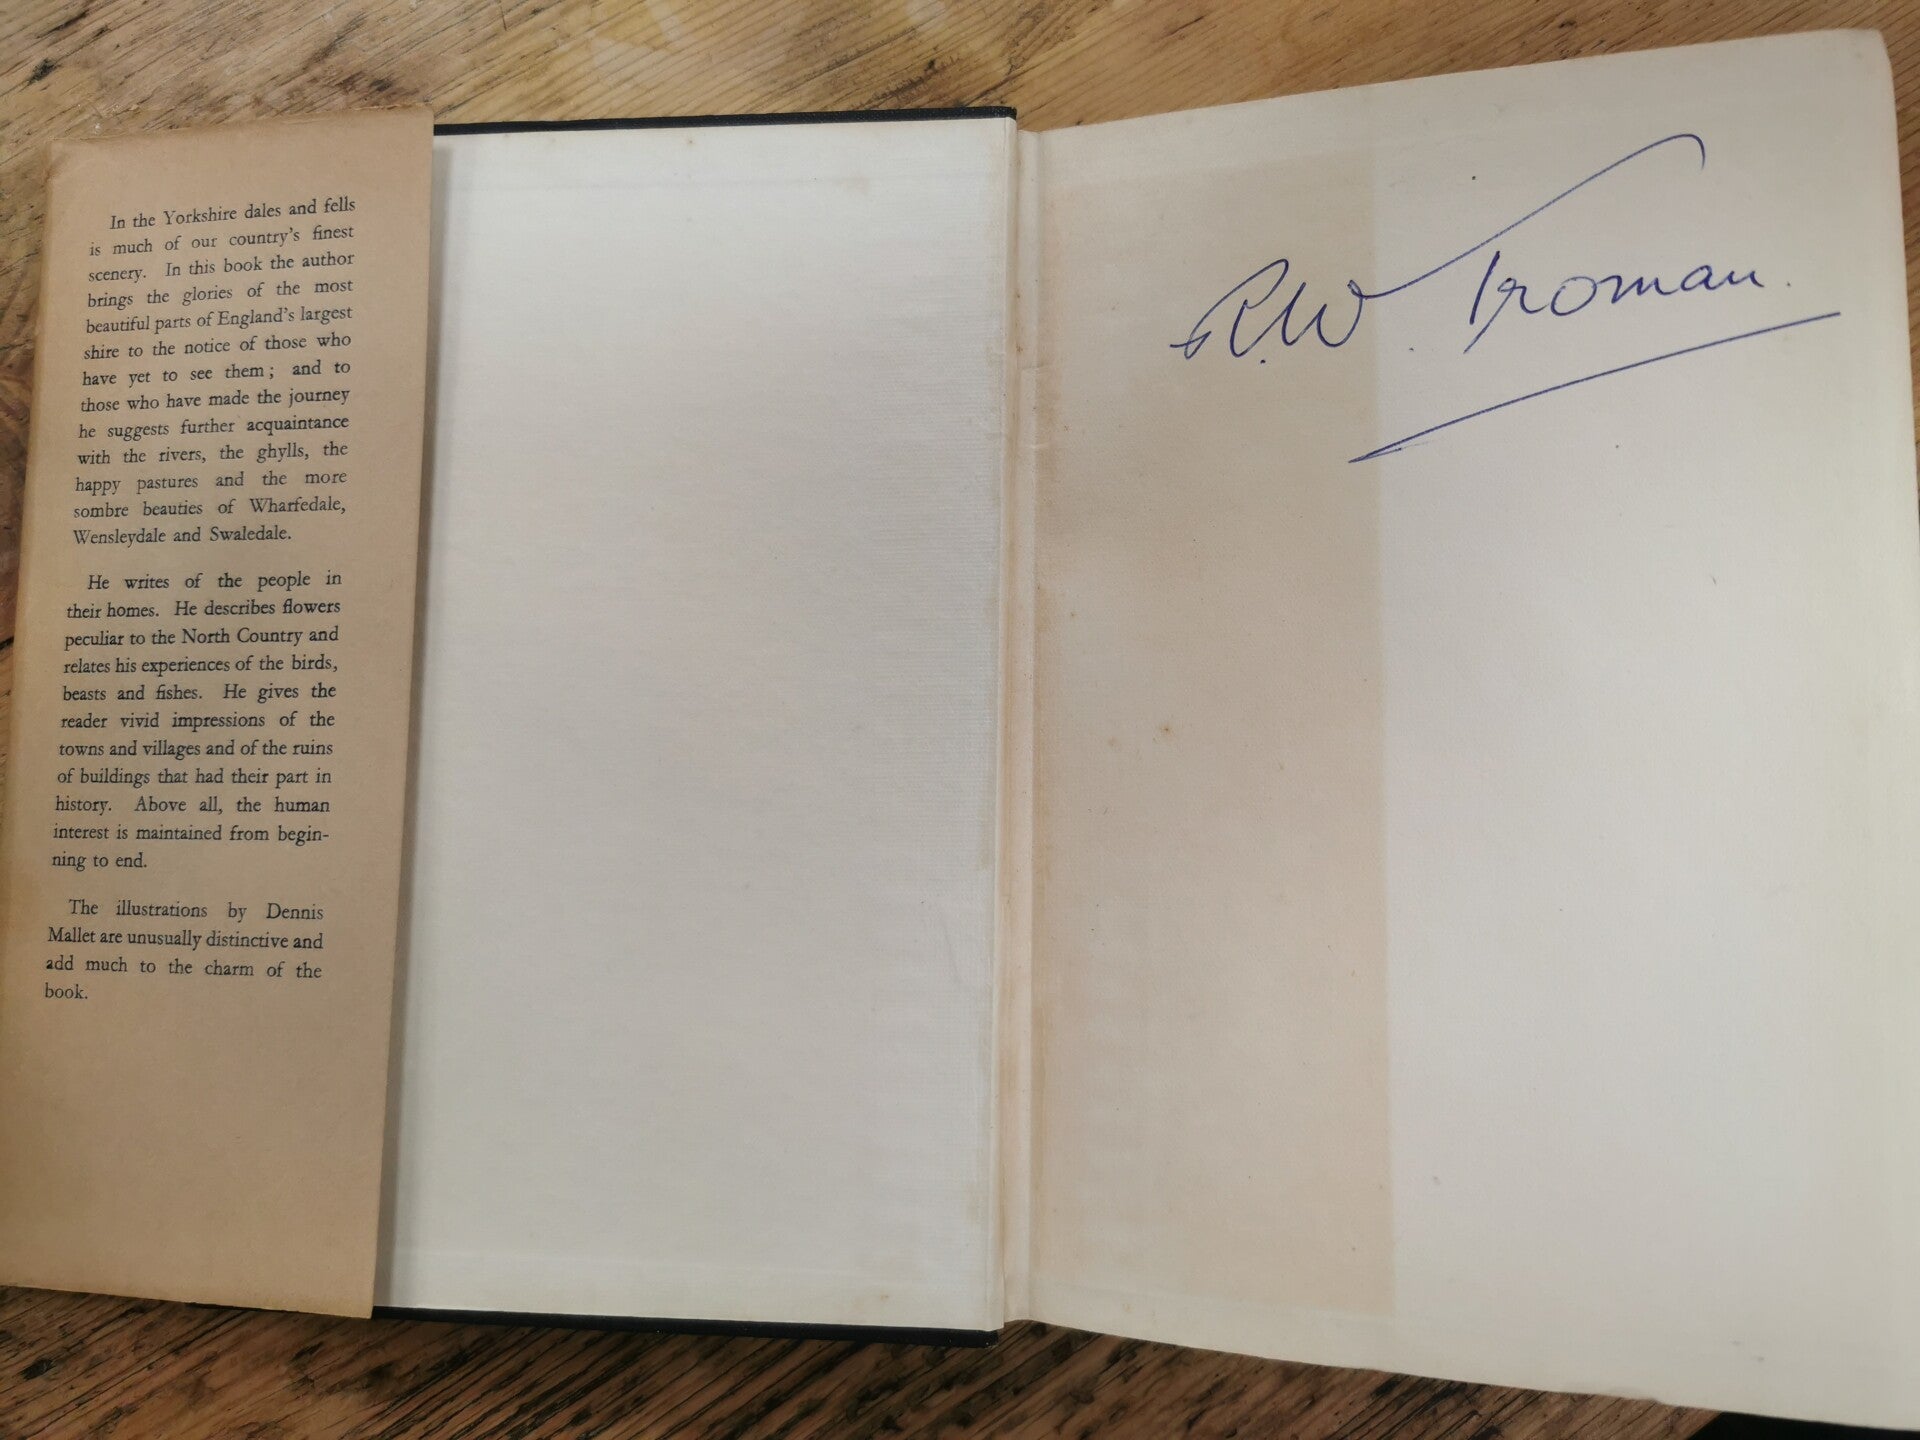 In the Yorkshire dales and fells
is much of our country's finest
scenery. In this book the author
brings the glories of the most
beautiful parts of England's largest
shire to the notice of those who
have yet to see them; and to
those who have made the journey
he suggests further acquaintance
with the rivers, the ghylls, the
happy pastures and the more
sombre beauties of Wharfedale,
Wensleydale and Swaledale.
He writes of the people in
their homes. He describes flowers
peculiar to the North Country and
relates his experiences of the birds,
beasts and fishes. He gives the
reader vivid impressions of the
towns and villages and of the ruins
of buildings that had their part in
history. Above all, the human
interest is maintained from begin-
ning to end.
The illustrations by Dennis
Mallet are unusually distinctive and
add much to the charm of the
book.
R.W. Troman.